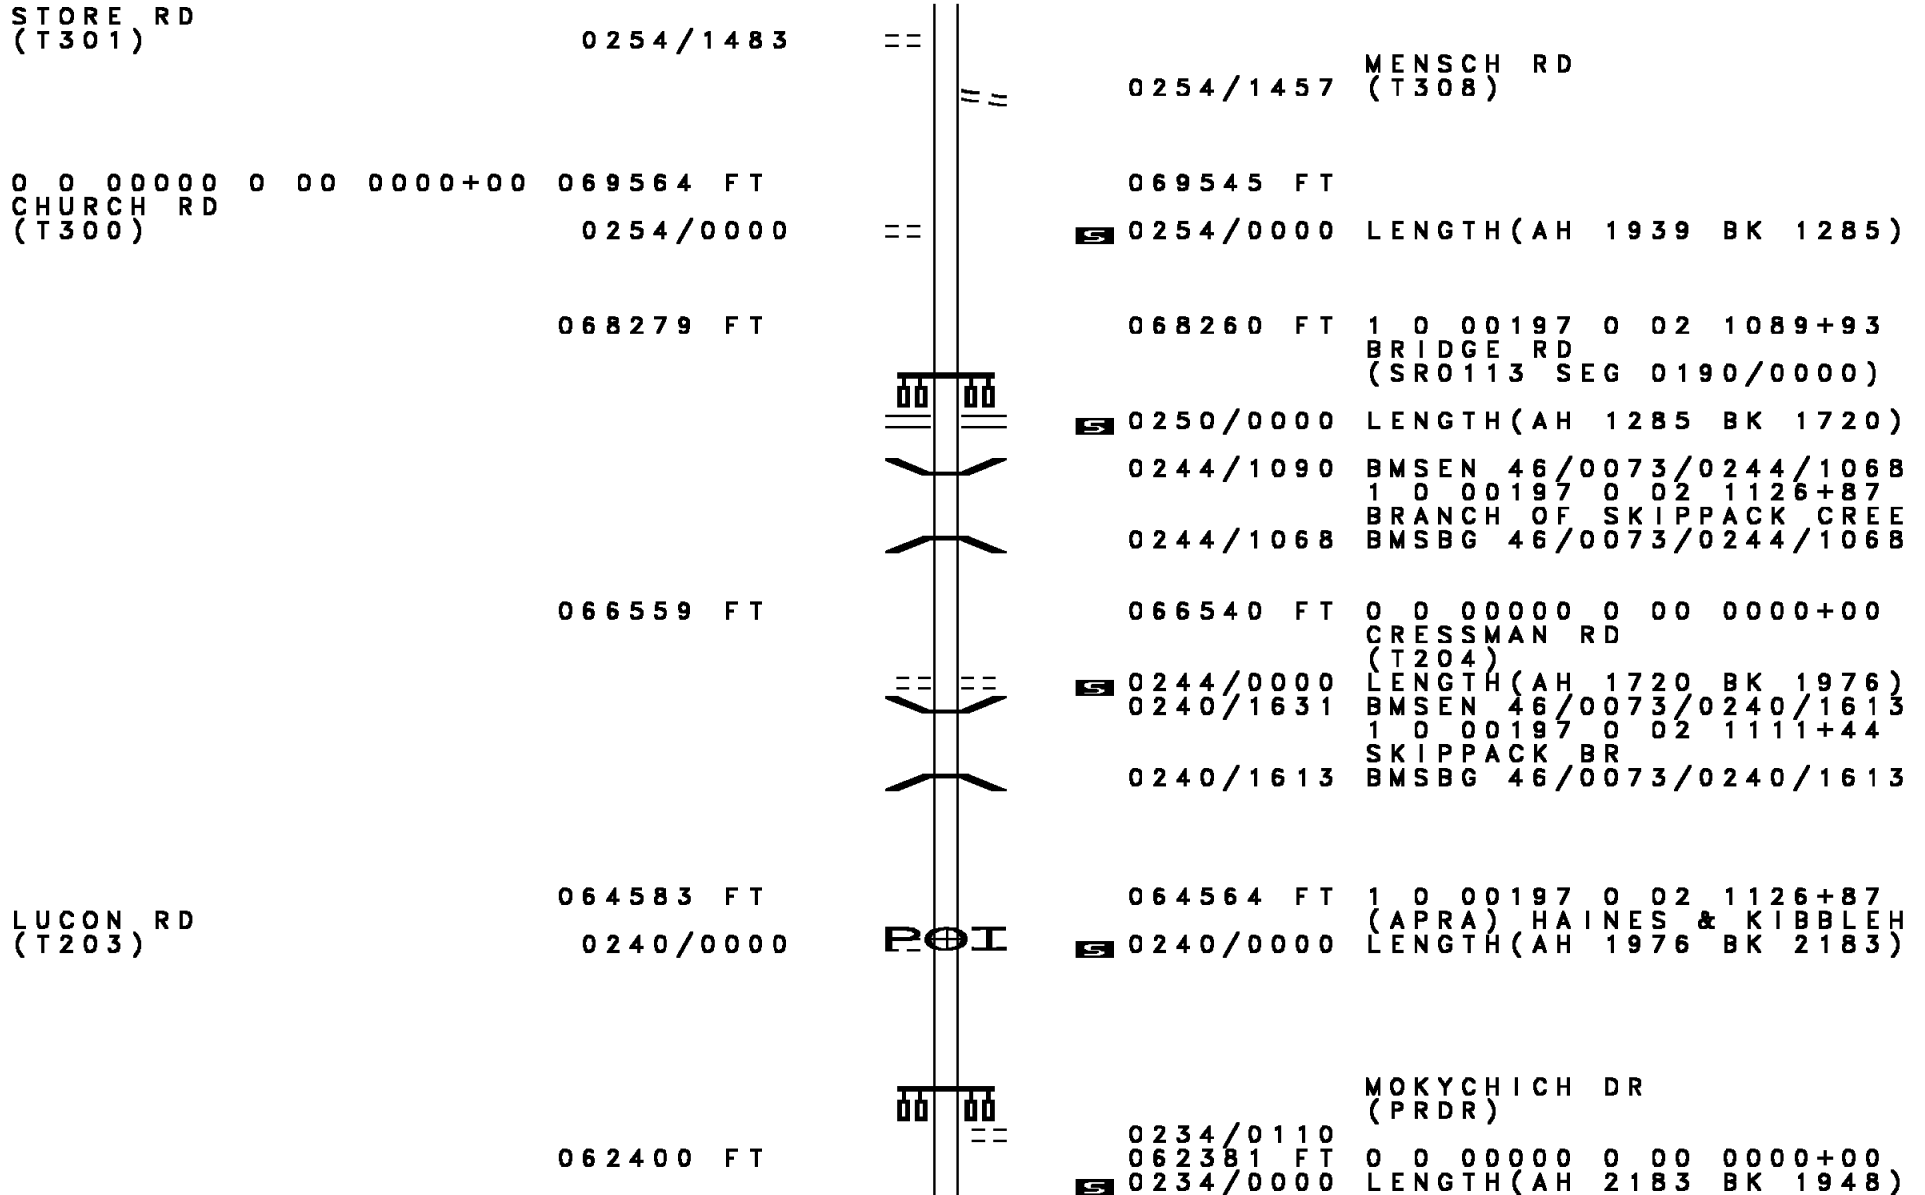 STORE RD
(T301) 0254/1483
MENSCH RD
0254/1457 (T308)
0 0 00000 0 00 0000+00 069564 FT 069545 FT
CHURCH RD
(T300) 0254/0000 S 0254/0000 LENGTH(AH 1939 BK 1285)
068279 FT 068260 FT 1 0 00197 0 02 1089+93
BRIDGE RD
(SR0113 SEG 0190/0000)
S 0250/0000 LENGTH(AH 1285 BK 1720)
0244/1090 BMSEN 46/0073/0244/1068
1 0 00197 0 02 1126+87
BRANCH OF SKIPPACK CREE
0244/1068 BMSBG 46/0073/0244/1068
066559 FT 066540 FT 0 0 00000 0 00 0000+00
CRESSMAN RD
(T204)
S 0244/0000 LENGTH(AH 1720 BK 1976)
0240/1631 BMSEN 46/0073/0240/1613
1 0 00197 0 02 1111+44
SKIPPACK BR
0240/1613 BMSBG 46/0073/0240/1613
064583 FT 064564 FT 1 0 00197 0 02 1126+87
LUCON RD (APRA) HAINES & KIBBLEH
(T203) 0240/0000 POI S 0240/0000 LENGTH(AH 1976 BK 2183)
MOKYCHICH DR
(PRDR)
0234/0110
062400 FT 062381 FT 0 0 00000 0 00 0000+00
S 0234/0000 LENGTH(AH 2183 BK 1948)